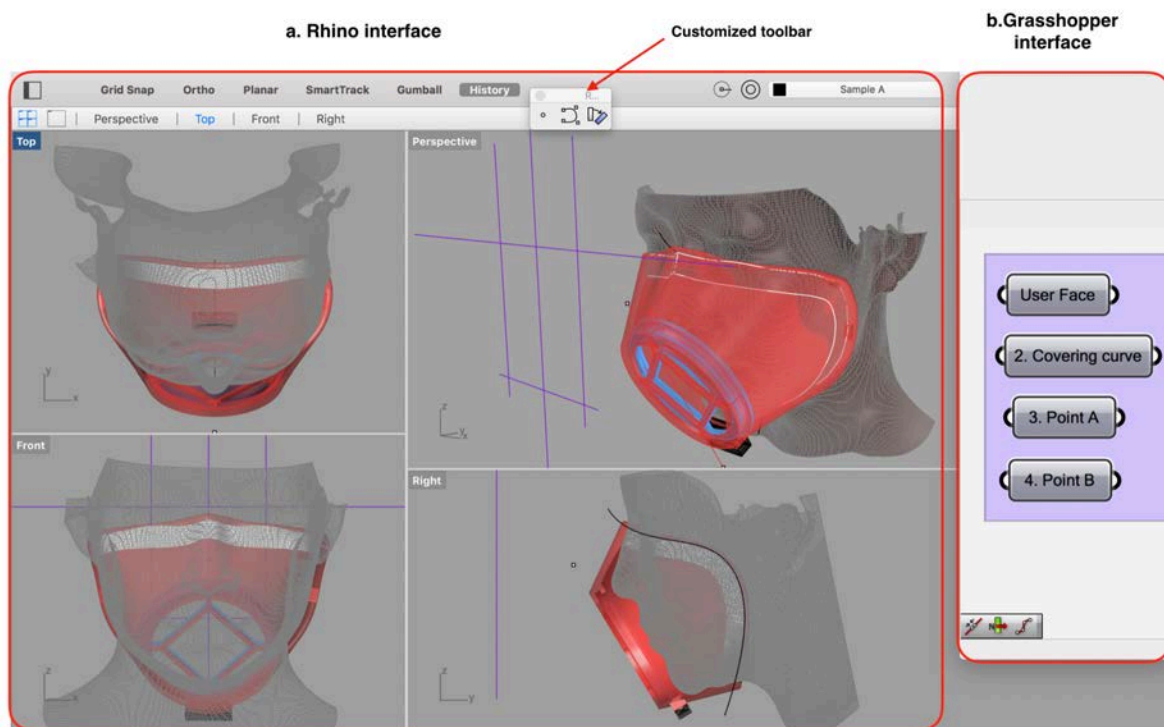 a. Rhino interface
Customized toolbar
b.Grasshopper
interface
Grid Snap Ortho Planar SmartTrack Gumball History
R...
Sample A
Perspective | Top | Front | Right
Top
Perspective
y
x
z
y
x
Front
Right
z
x
z
y
User Face
2. Covering curve
3. Point A
4. Point B